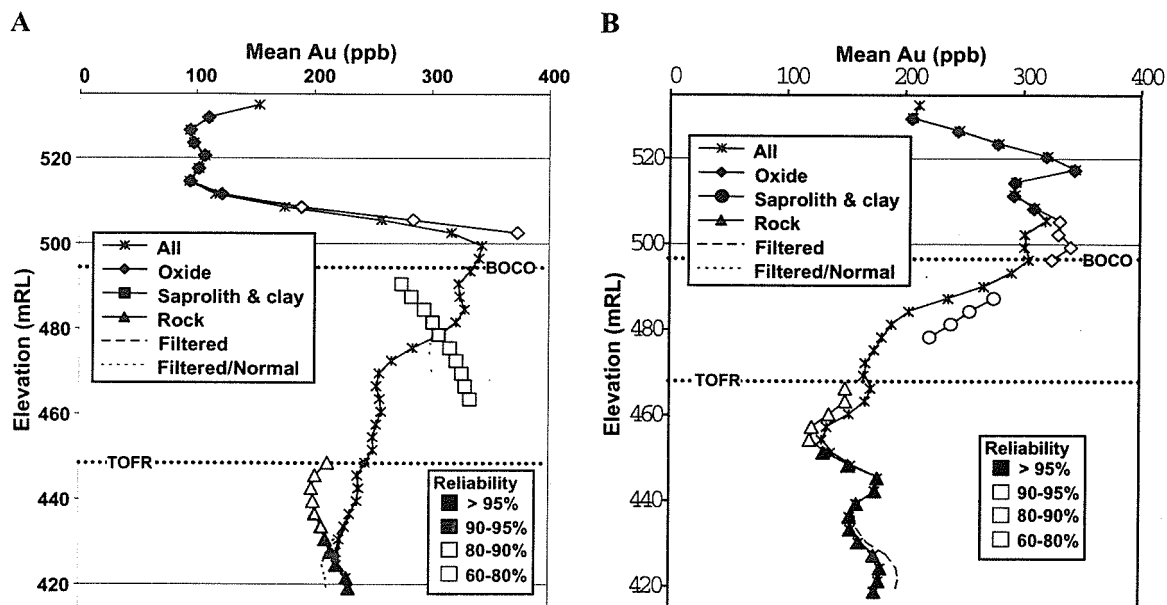 A
Mean Au (ppb)
0 100 200 300 400
Elevation (mRL)
520
500
480
460
440
420
All
Oxide
Saprolith & clay
Rock
Filtered
Filtered/Normal
BOCO
TOFR
Reliability
> 95%
90-95%
80-90%
60-80%
B
Mean Au (ppb)
0 100 200 300 400
Elevation (mRL)
520
500
480
460
440
420
All
Oxide
Saprolith & clay
Rock
Filtered
Filtered/Normal
BOCO
TOFR
Reliability
> 95%
90-95%
80-90%
60-80%